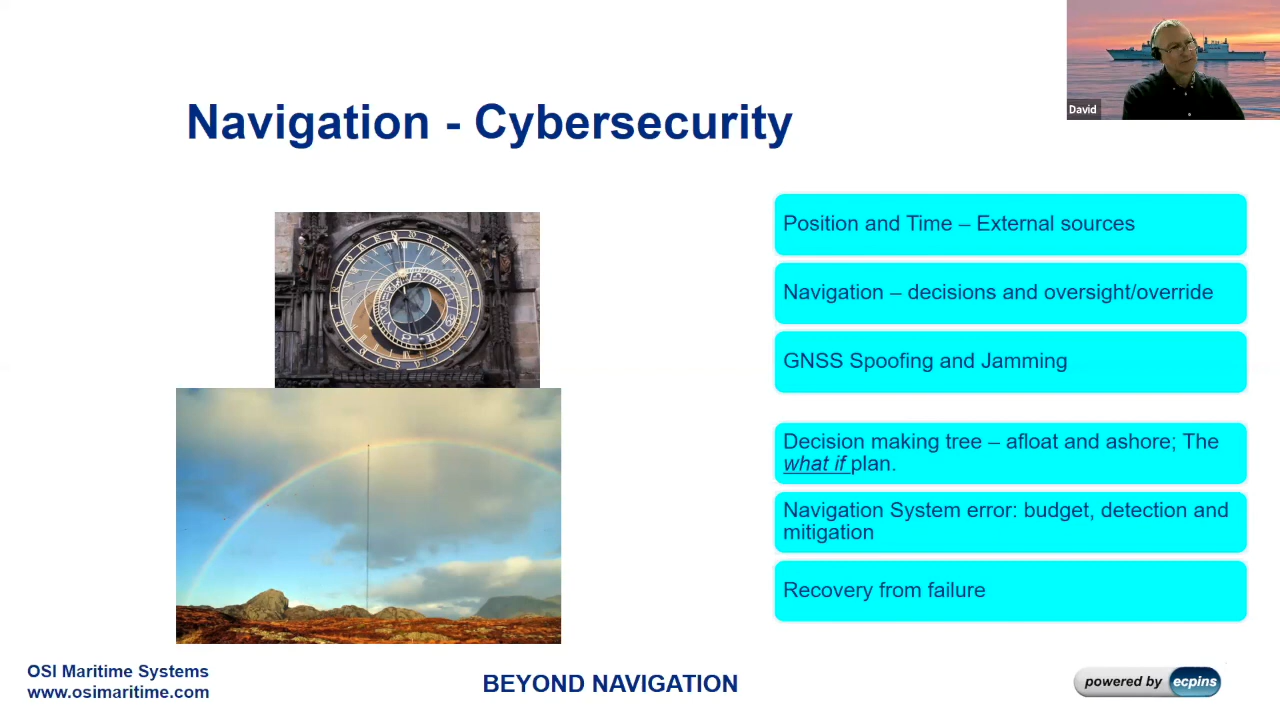 David
Navigation - Cybersecurity
Position and Time – External sources
Navigation – decisions and oversight/override
GNSS Spoofing and Jamming
Decision making tree – afloat and ashore; The
what if plan.
Navigation System error: budget, detection and
mitigation
Recovery from failure
OSI Maritime Systems
www.osimaritime.com
BEYOND NAVIGATION
powered by ecpins